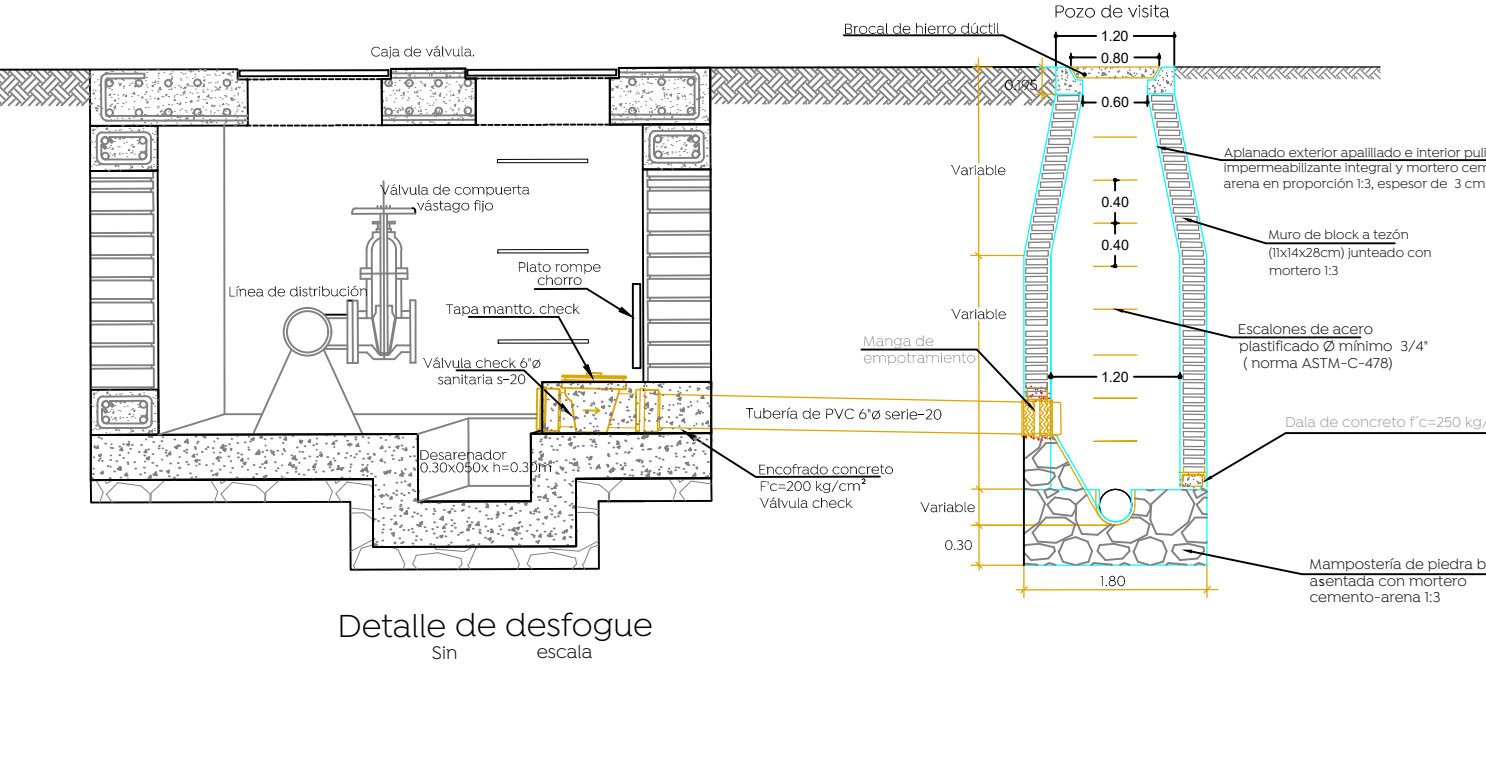 Pozo de visita
Brocal de hierro dúctil
1.20
Caja de válvula.
0.80
0.195
0.60
Aplanado exterior apalillado e interior puli
impermeabilizante integral y mortero cem
arena en proporción 1:3, espesor de 3 cm
Variable
Válvula de compuerta
vástago fijo
0.40
0.40
Muro de block a tezón
(11x14x28cm) junteado con
mortero 1:3
Plato rompe
chorro
Línea de distribución
Tapa mantto. check
Variable
Manga de
empotramiento
Escalones de acero
plastificado Ø mínimo 3/4"
( norma ASTM-C-478)
Válvula check 6"ø
sanitaria s-20
1.20
Tubería de PVC 6"ø serie-20
Dala de concreto f´c=250 kg/
Desarenador
0.30x050x h=0.30m
Encofrado concreto
F'c=200 kg/cm²
Válvula check
Variable
0.30
Mampostería de piedra b
asentada con mortero
cemento-arena 1:3
1.80
Detalle de desfogue
Sin escala